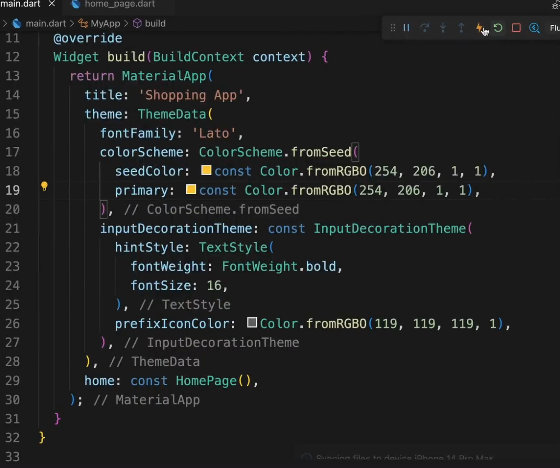 main.dart
home_page.dart
main.dart > MyApp > build
Flu
11 @override
12 Widget build(BuildContext context) {
13 return MaterialApp(
14 title: 'Shopping App',
15 theme: ThemeData(
16 fontFamily: 'Lato',
17 colorScheme: ColorScheme.fromSeed(
18 seedColor: const Color.fromRGBO(254, 206, 1, 1),
19 primary: const Color.fromRGBO(254, 206, 1, 1),
20 ), // ColorScheme.fromSeed
21 inputDecorationTheme: const InputDecorationTheme(
22 hintStyle: TextStyle(
23 fontWeight: FontWeight.bold,
24 fontSize: 16,
25 ), // TextStyle
26 prefixIconColor: Color.fromRGBO(119, 119, 119, 1),
27 ), // InputDecorationTheme
28 ), // ThemeData
29 home: const HomePage(),
30 ); // MaterialApp
31 }
32 }
33
Syncing files to device iPhone 14 Pro Max